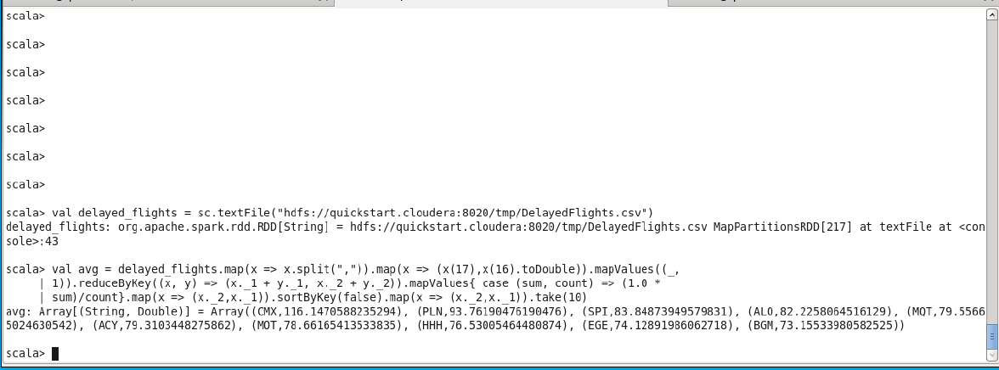 scala>
scala>
scala>
scala>
scala>
scala>
scala>
scala> val delayed_flights = sc.textFile("hdfs://quickstart.cloudera:8020/tmp/DelayedFlights.csv")
delayed_flights: org.apache.spark.rdd.RDD[String] = hdfs://quickstart.cloudera:8020/tmp/DelayedFlights.csv MapPartitionsRDD[217] at textFile at <con
sole>:43
scala> val avg = delayed_flights.map(x => x.split(",")).map(x => (x(17),x(16).toDouble)).mapValues((_,
| 1)).reduceByKey((x, y) => (x._1 + y._1, x._2 + y._2)).mapValues{ case (sum, count) => (1.0 *
| sum)/count}.map(x => (x._2,x._1)).sortByKey(false).map(x => (x._2,x._1)).take(10)
avg: Array[(String, Double)] = Array((CMX,116.1470588235294), (PLN,93.76190476190476), (SPI,83.84873949579831), (ALO,82.2258064516129), (MQT,79.5566
5024630542), (ACY,79.3103448275862), (MOT,78.66165413533835), (HHH,76.53005464480874), (EGE,74.12891986062718), (BGM,73.15533980582525))
scala>